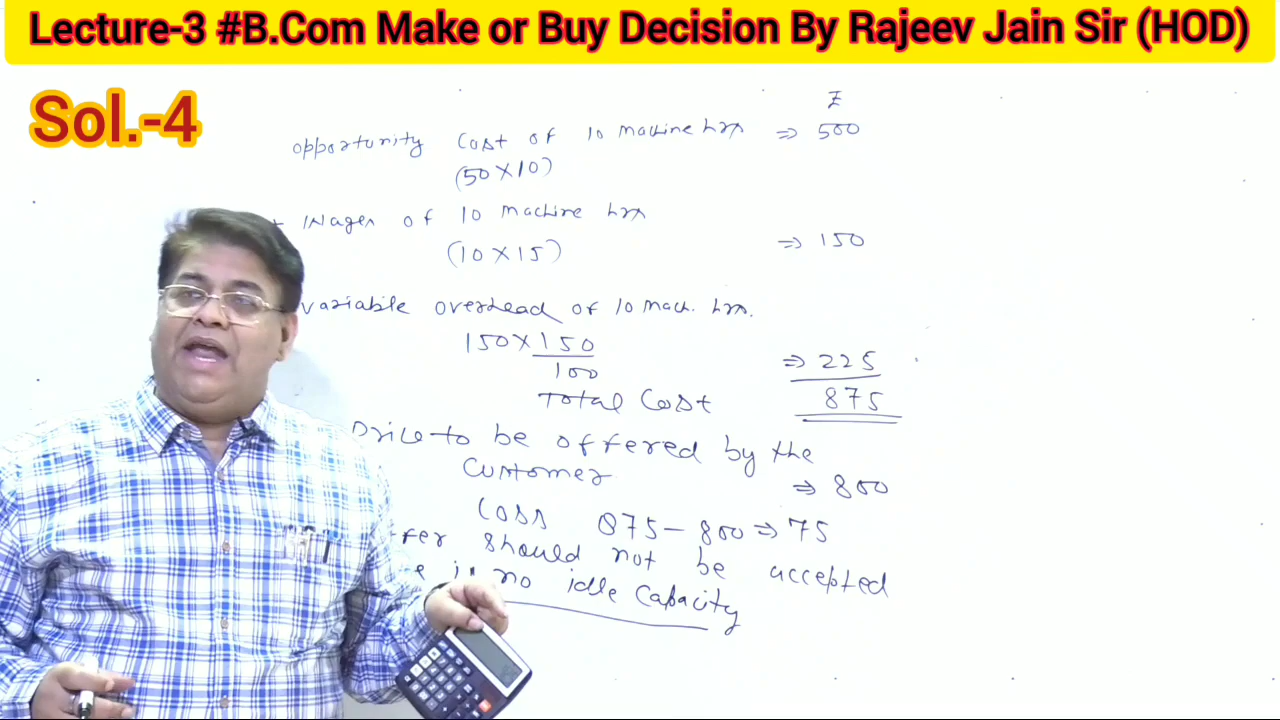 Lecture-3 #B.Com Make or Buy Decision By Rajeev Jain Sir (HOD)
Sol.-4
₹
opportunity Cost of 10 machine hrs ⇒ 500
(50×10)
+ Wages of 10 machine hrs
(10×15) ⇒ 150
variable overhead of 10 mach. hrs.
150×150
100 ⇒ 225
Total Cost 875
Price to be offered by the
Customer ⇒ 800
Loss 875-800⇒75
should not be accepted
no idle capacity